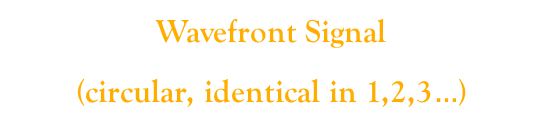 Wavefront Signal
(circular, identical in 1,2,3...)